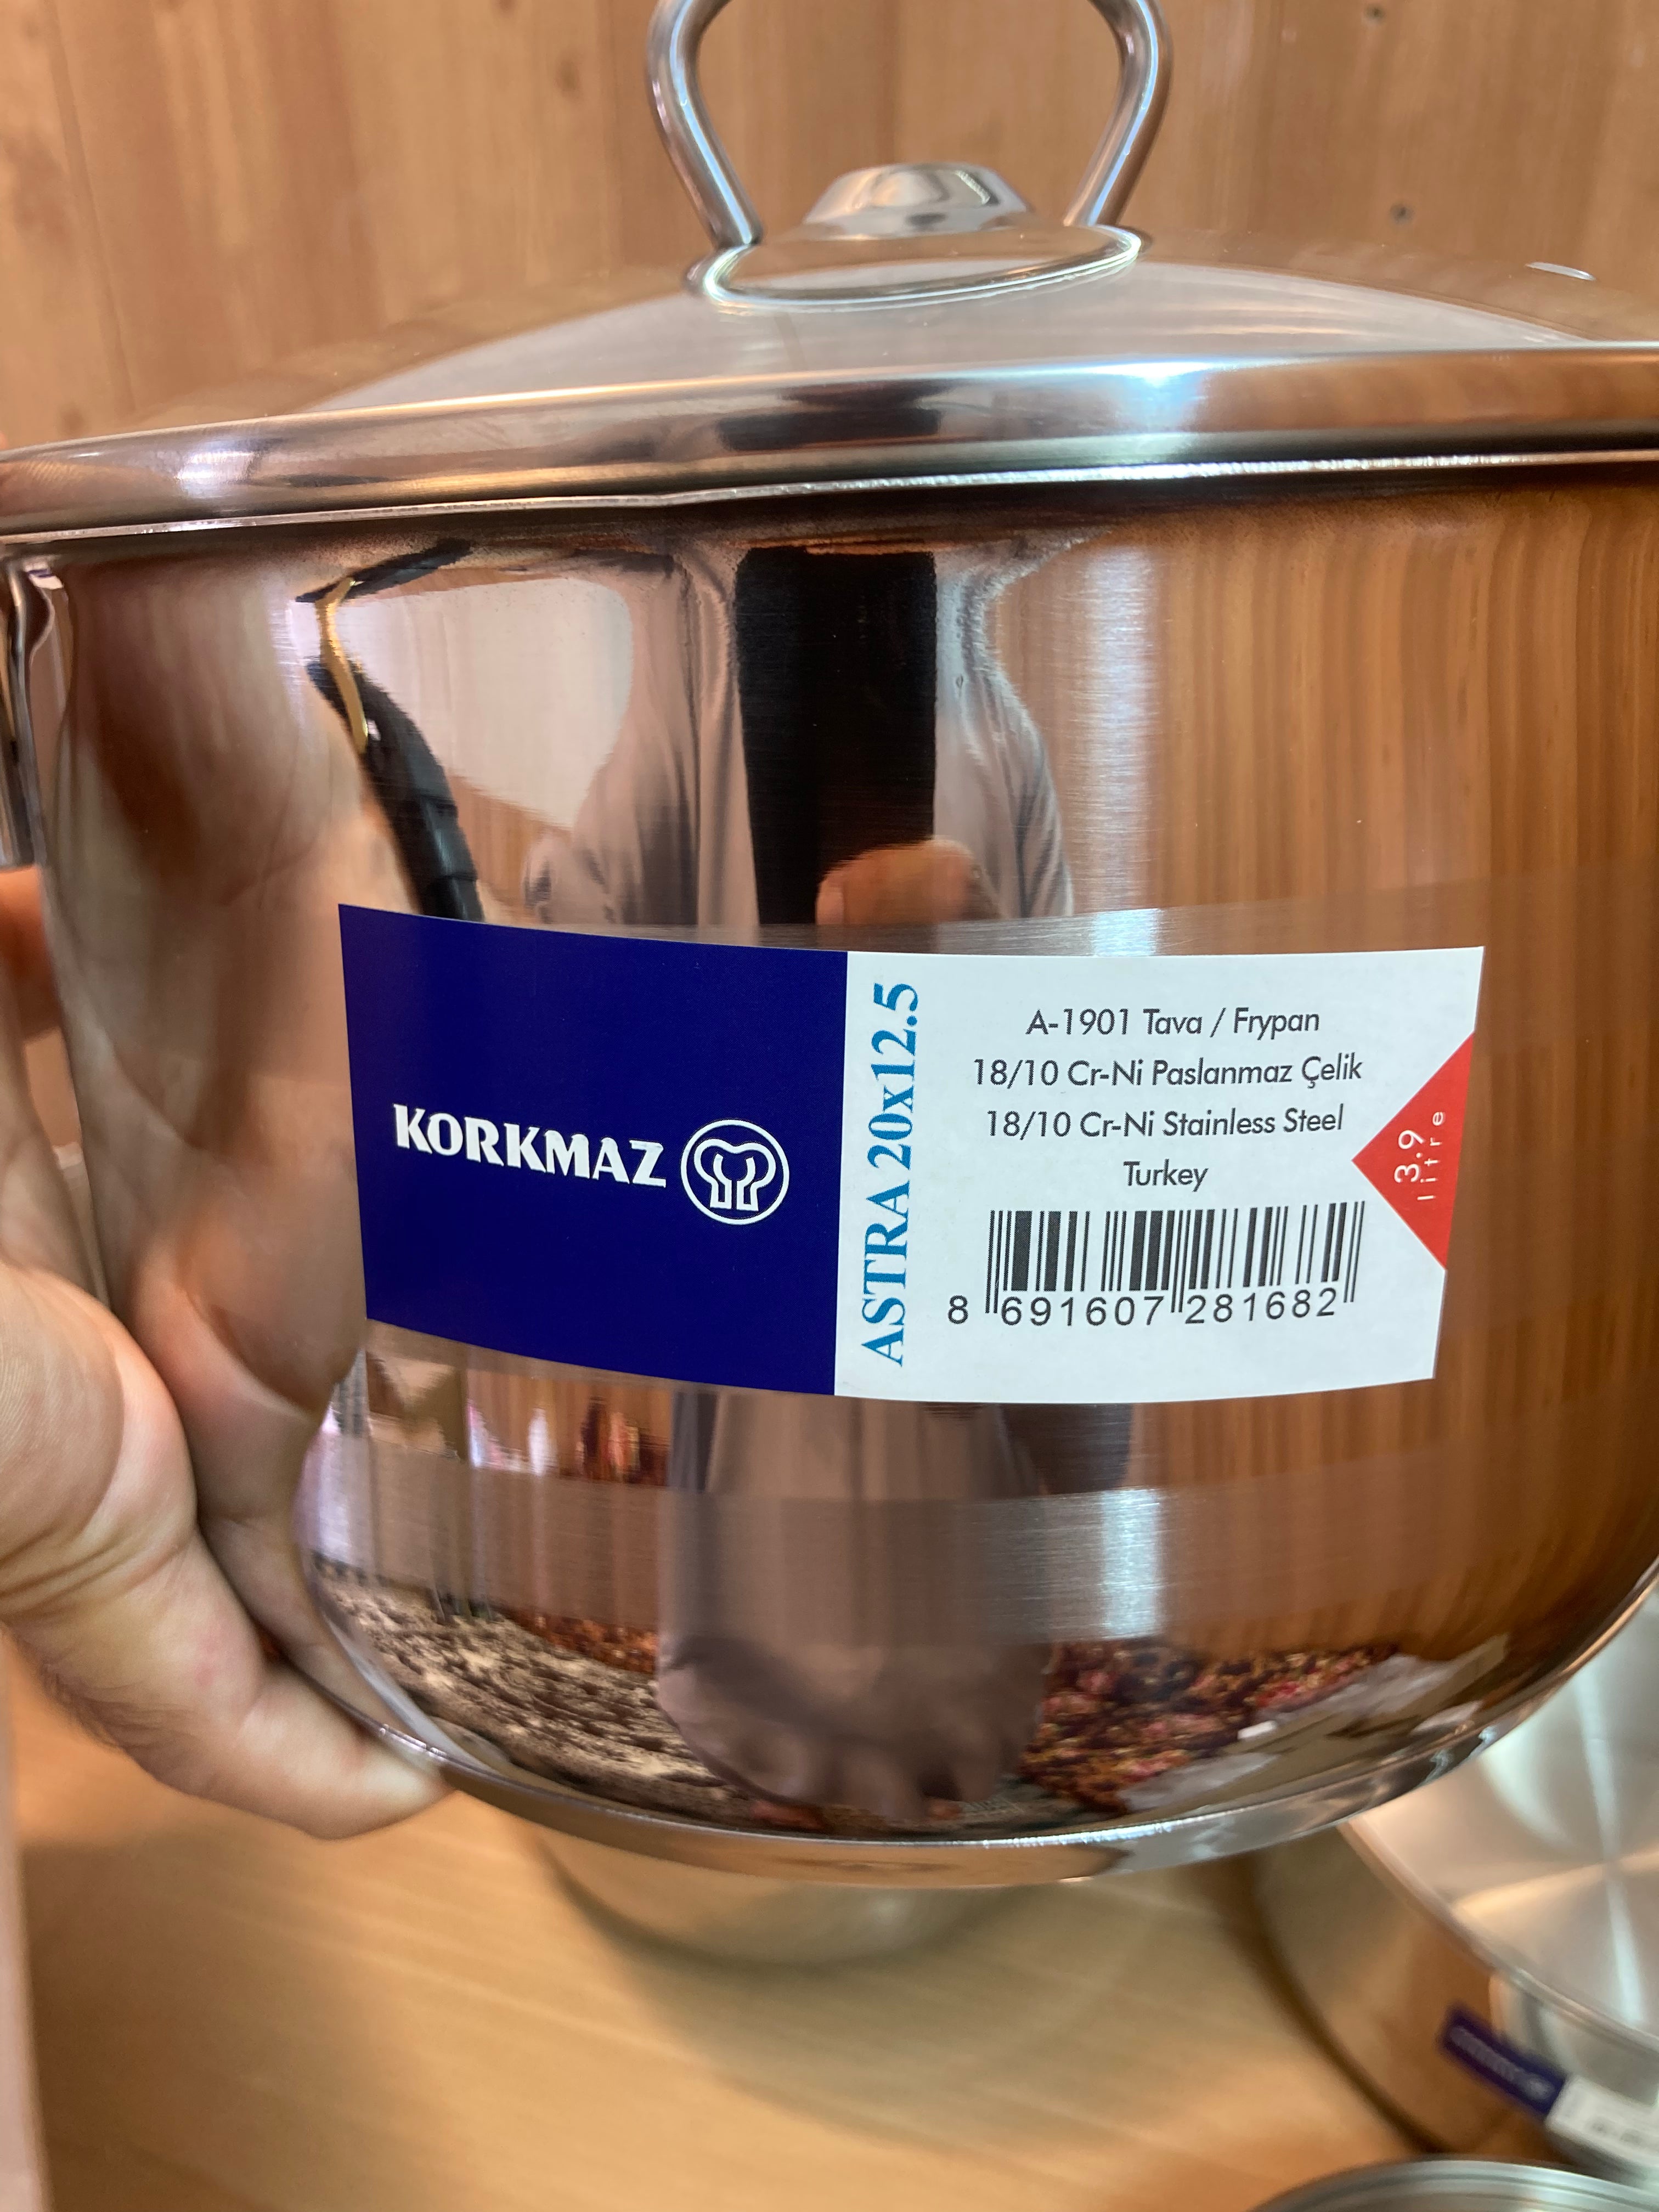 KORKMAZ
ASTRA 20x12.5
A-1901 Tava / Frypan
18/10 Cr-Ni Paslanmaz Çelik
18/10 Cr-Ni Stainless Steel
Turkey
8 691607 281682
3.9
litre